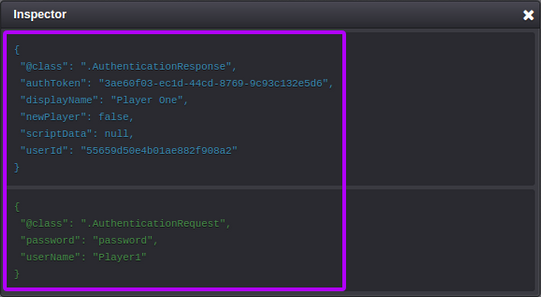 Inspector
{
"@class": ".AuthenticationResponse",
"authToken": "3ae60f03-ec1d-44cd-8769-9c93c132e5d6",
"displayName": "Player One",
"newPlayer": false,
"scriptData": null,
"userId": "55659d50e4b01ae882f908a2"
}
{
"@class": ".AuthenticationRequest",
"password": "password",
"userName": "Player1"
}